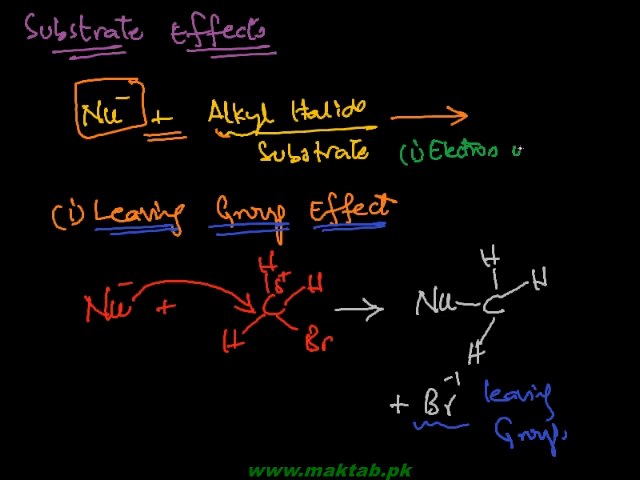 Substrate Effects
Nu⁻ + Alkyl Halide →
Substrate (i) Electron
(i) Leaving Group Effect
H H
δ+ H H
Nu⁻ + C → Nu-C
H Br H
+ Br⁻¹ leaving
Group.
www.maktab.pk